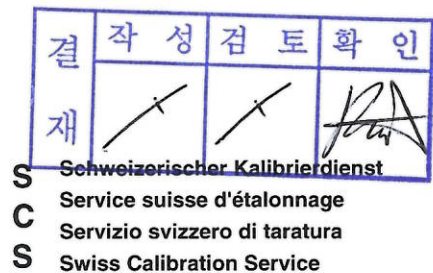 결재 작성 검토 확인
S Schweizerischer Kalibrierdienst
C Service suisse d'étalonnage
Servizio svizzero di taratura
S Swiss Calibration Service